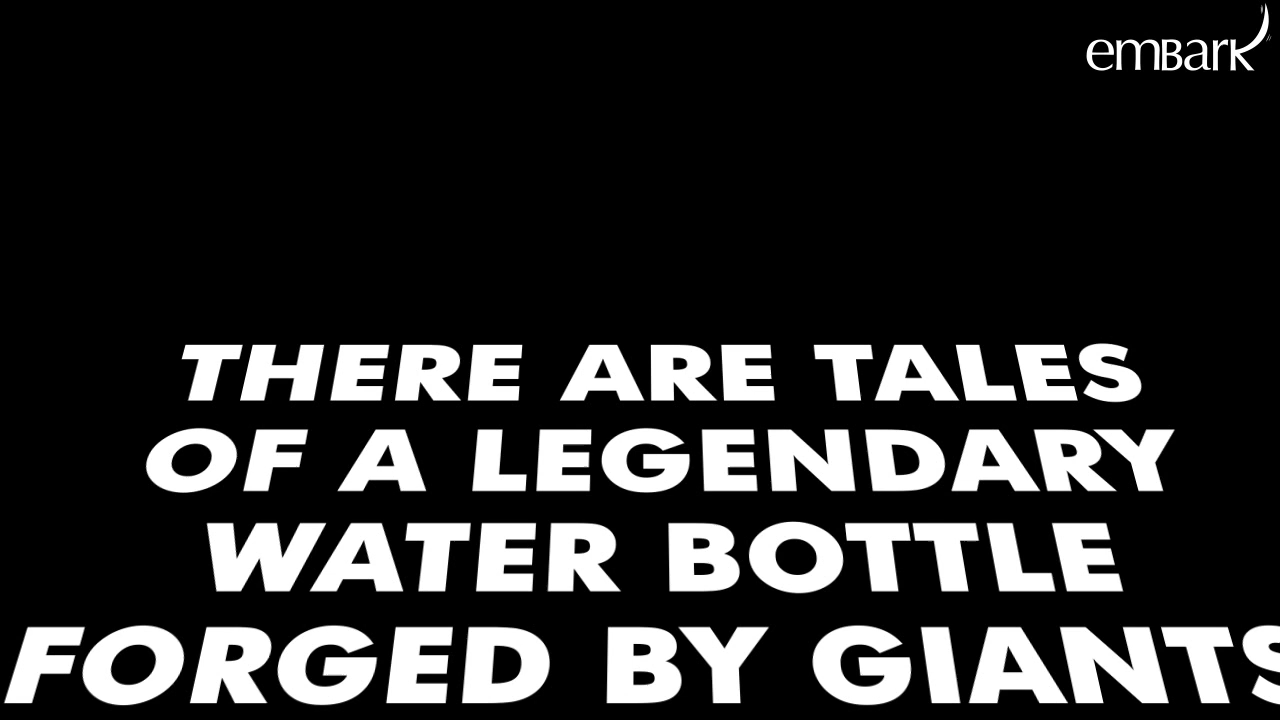 emBark
THERE ARE TALES
OF A LEGENDARY
WATER BOTTLE
FORGED BY GIANTS